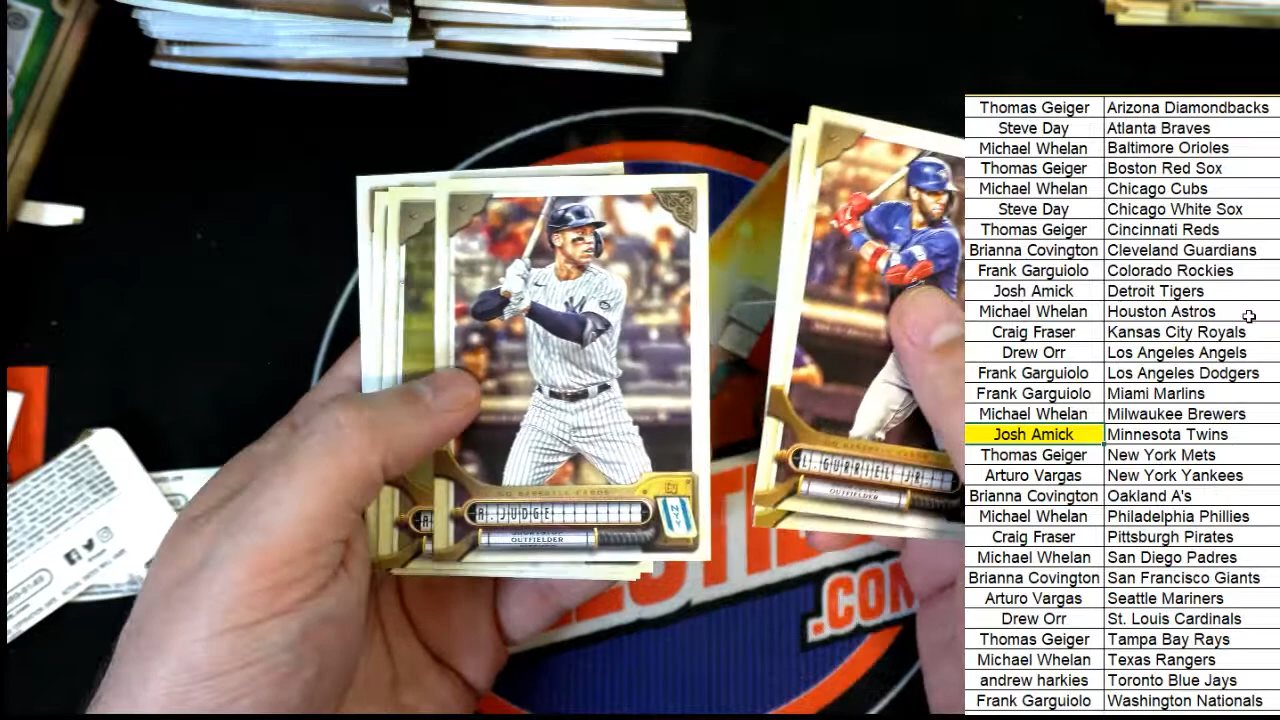 Thomas Geiger Arizona Diamondbacks
Steve Day Atlanta Braves
Michael Whelan Baltimore Orioles
Thomas Geiger Boston Red Sox
Michael Whelan Chicago Cubs
Steve Day Chicago White Sox
Thomas Geiger Cincinnati Reds
Brianna Covington Cleveland Guardians
Frank Garguiolo Colorado Rockies
Josh Amick Detroit Tigers
Michael Whelan Houston Astros
Craig Fraser Kansas City Royals
Drew Orr Los Angeles Angels
Frank Garguiolo Los Angeles Dodgers
Frank Garguiolo Miami Marlins
Michael Whelan Milwaukee Brewers
Josh Amick Minnesota Twins
Thomas Geiger New York Mets
Arturo Vargas New York Yankees
Brianna Covington Oakland A's
Michael Whelan Philadelphia Phillies
Craig Fraser Pittsburgh Pirates
Michael Whelan San Diego Padres
Brianna Covington San Francisco Giants
Arturo Vargas Seattle Mariners
Drew Orr St. Louis Cardinals
Thomas Geiger Tampa Bay Rays
Michael Whelan Texas Rangers
andrew harkies Toronto Blue Jays
Frank Garguiolo Washington Nationals
L. GURRIEL JR.
OUTFIELDER
A. JUDGE
OUTFIELDER
NYY
.COM